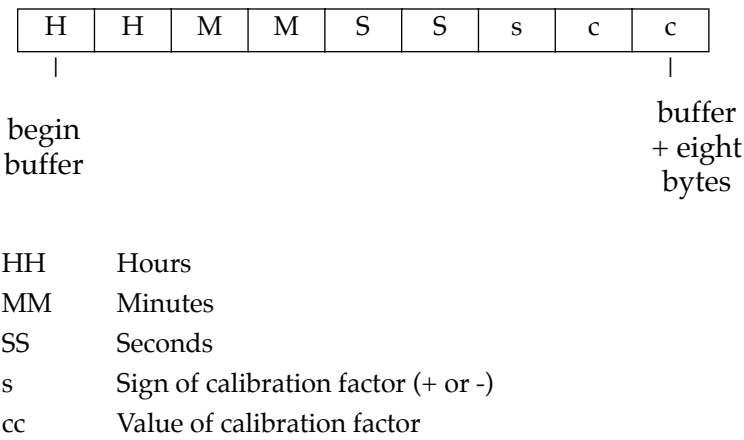 H H M M S S s c c
begin
buffer
buffer
+ eight
bytes
HH Hours
MM Minutes
SS Seconds
s Sign of calibration factor (+ or -)
cc Value of calibration factor